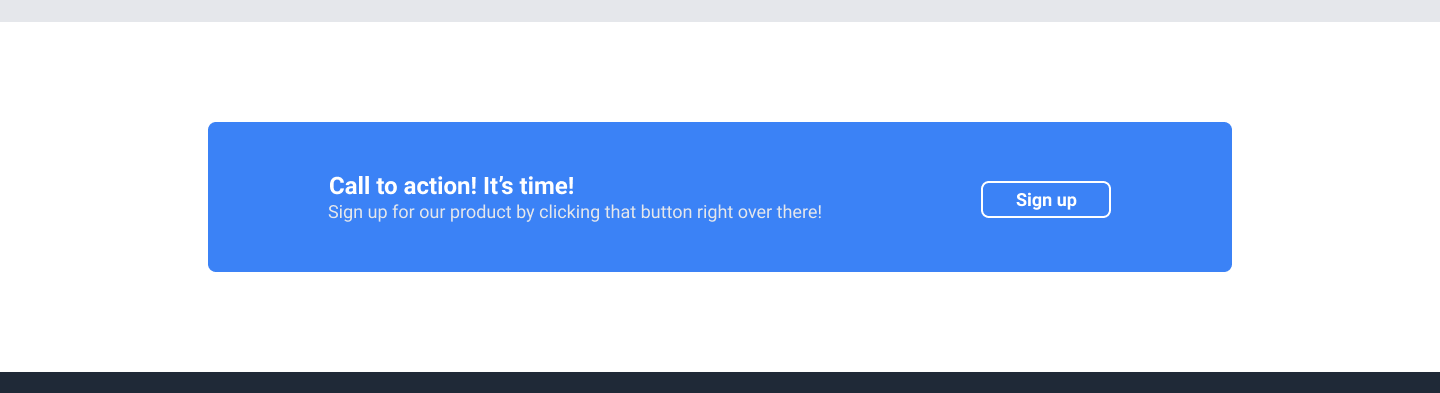 Call to action! It’s time!
Sign up for our product by clicking that button right over there!
Sign up